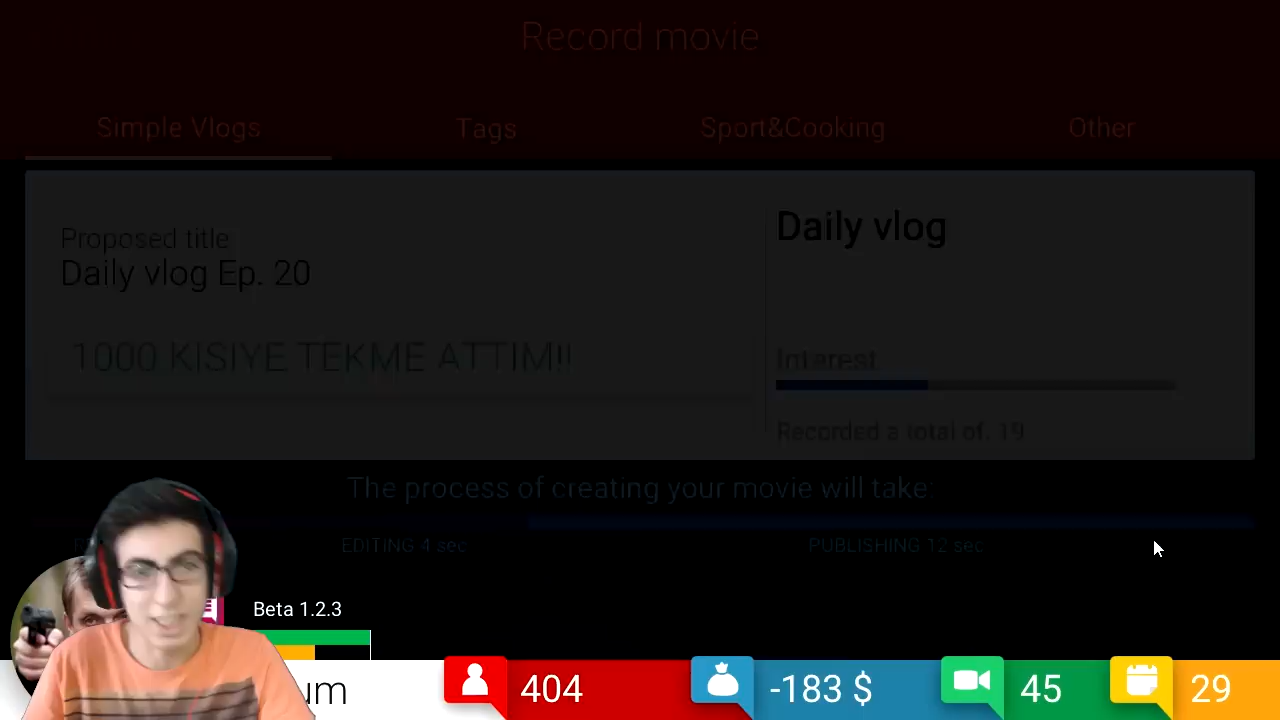 Record movie
Simple Vlogs Tags Sport&Cooking Other
Proposed title
Daily vlog Ep. 20
1000 KISIYE TEKME ATTIM!!
Daily vlog
Interest
Recorded a total of: 19
The process of creating your movie will take:
EDITING 4 sec PUBLISHING 12 sec
Beta 1.2.3
um 404 -183 $ 45 29